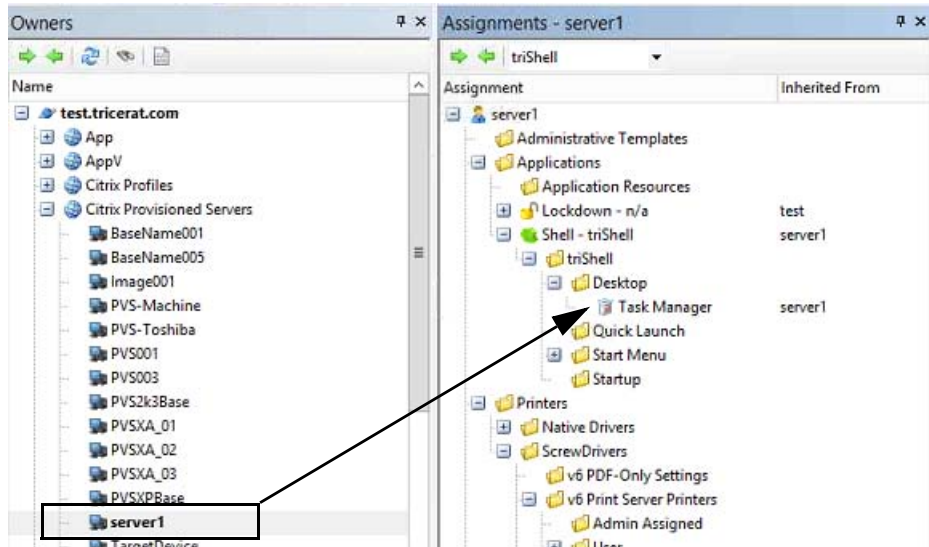 Owners
Name
test.tricerat.com
App
AppV
Citrix Profiles
Citrix Provisioned Servers
BaseName001
BaseName005
Image001
PVS-Machine
PVS-Toshiba
PVS001
PVS003
PVS2k3Base
PVSXA_01
PVSXA_02
PVSXA_03
PVSXPBase
server1
TargetDevice
Assignments - server1
triShell
Assignment Inherited From
server1
Administrative Templates
Applications
Application Resources
Lockdown - n/a test
Shell - triShell server1
triShell
Desktop
Task Manager server1
Quick Launch
Start Menu
Startup
Printers
Native Drivers
ScrewDrivers
v6 PDF-Only Settings
v6 Print Server Printers
Admin Assigned
User